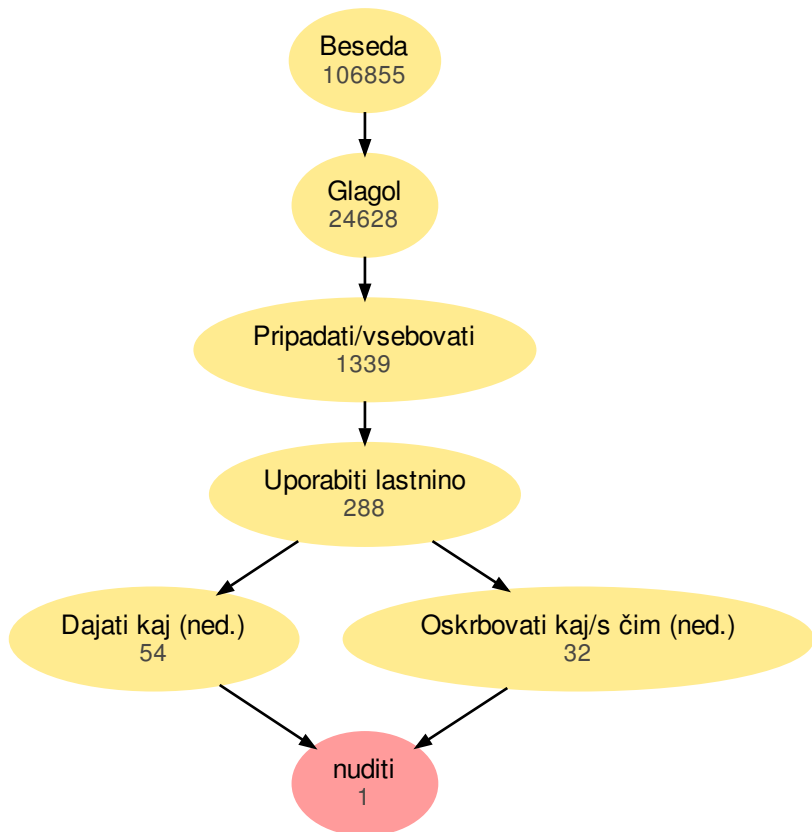 Beseda
106855
Glagol
24628
Pripadati/vsebovati
1339
Uporabiti lastnino
288
Dajati kaj (ned.)
54
Oskrbovati kaj/s čim (ned.)
32
nuditi
1